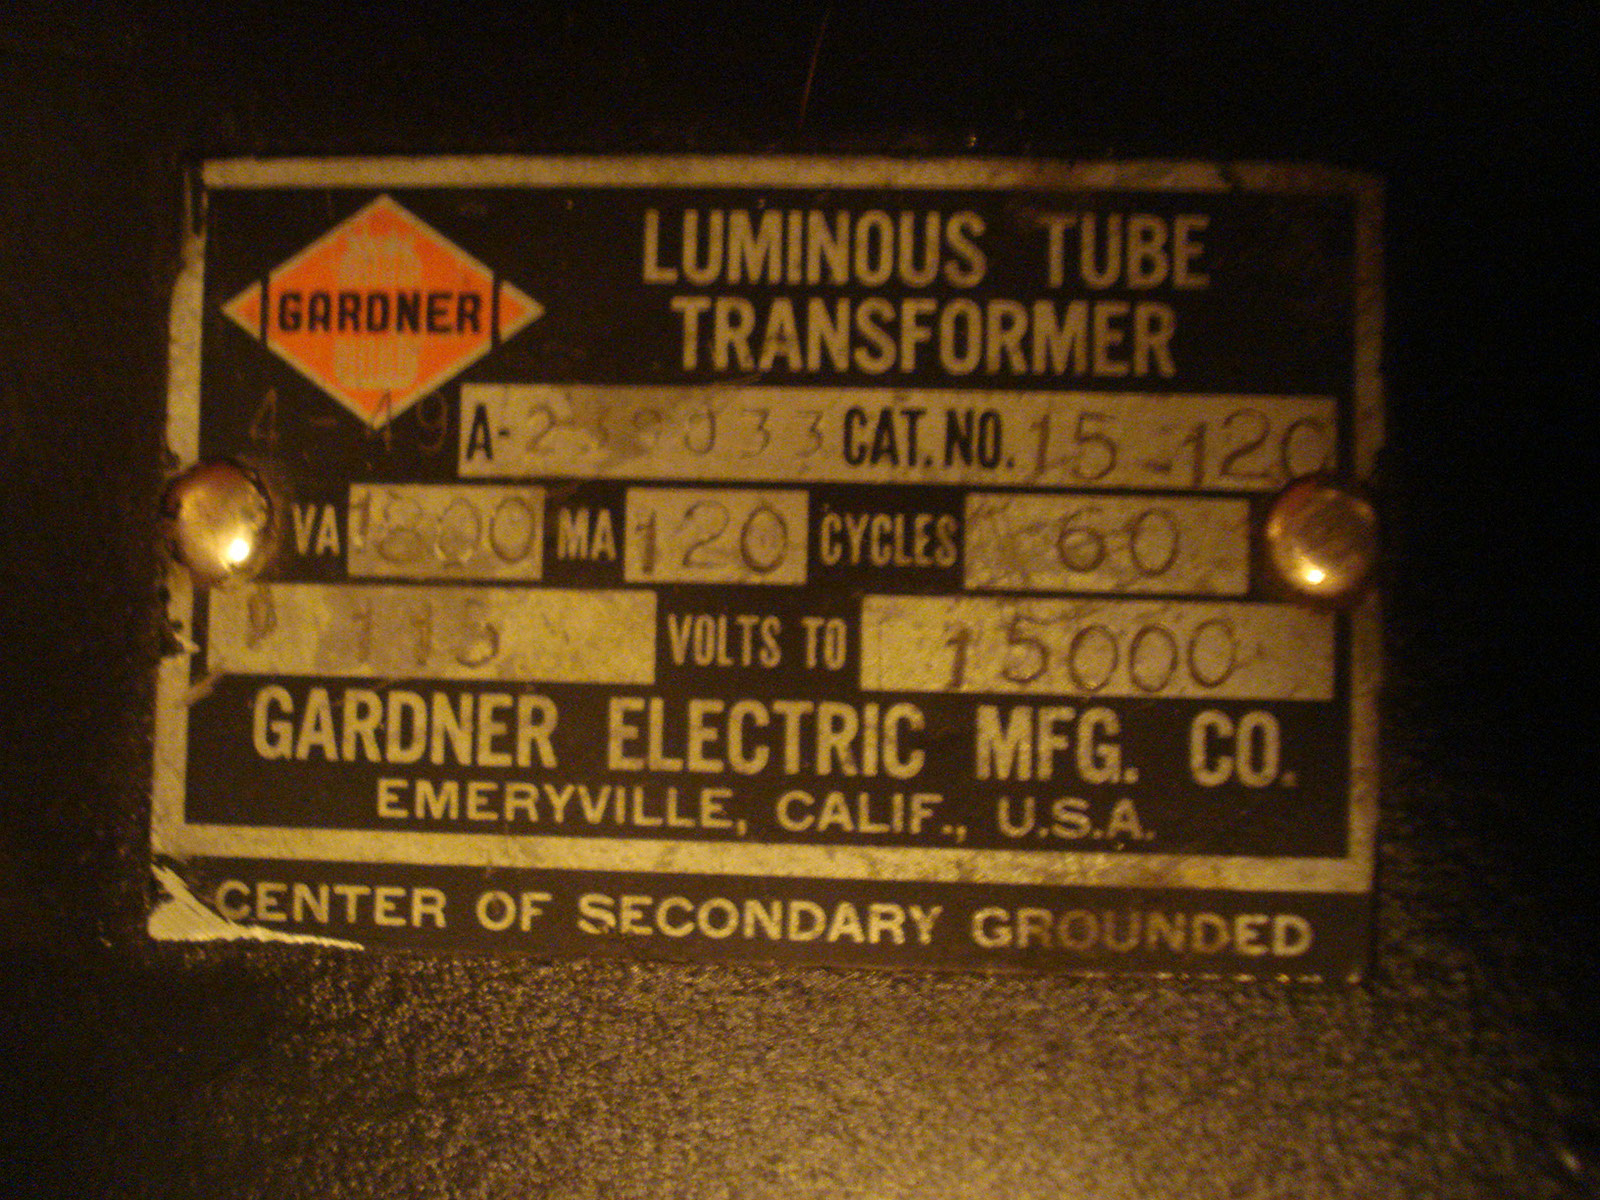 GARDNER
LUMINOUS TUBE
TRANSFORMER
4-49
A- CAT. NO. 15-120
VA 1800 MA 120 CYCLES 60
115 VOLTS TO 15000
GARDNER ELECTRIC MFG. CO.
EMERYVILLE, CALIF., U.S.A.
CENTER OF SECONDARY GROUNDED